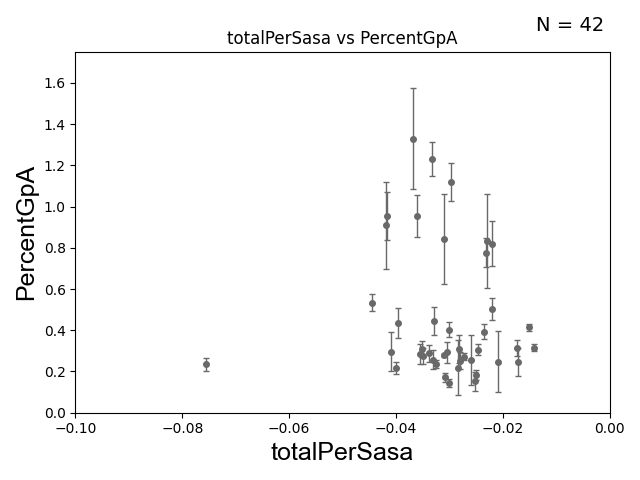 N = 42
totalPerSasa vs PercentGpA
PercentGpA
1.6
1.4
1.2
1.0
0.8
0.6
0.4
0.2
0.0
−0.10 −0.08 −0.06 −0.04 −0.02 0.00
totalPerSasa